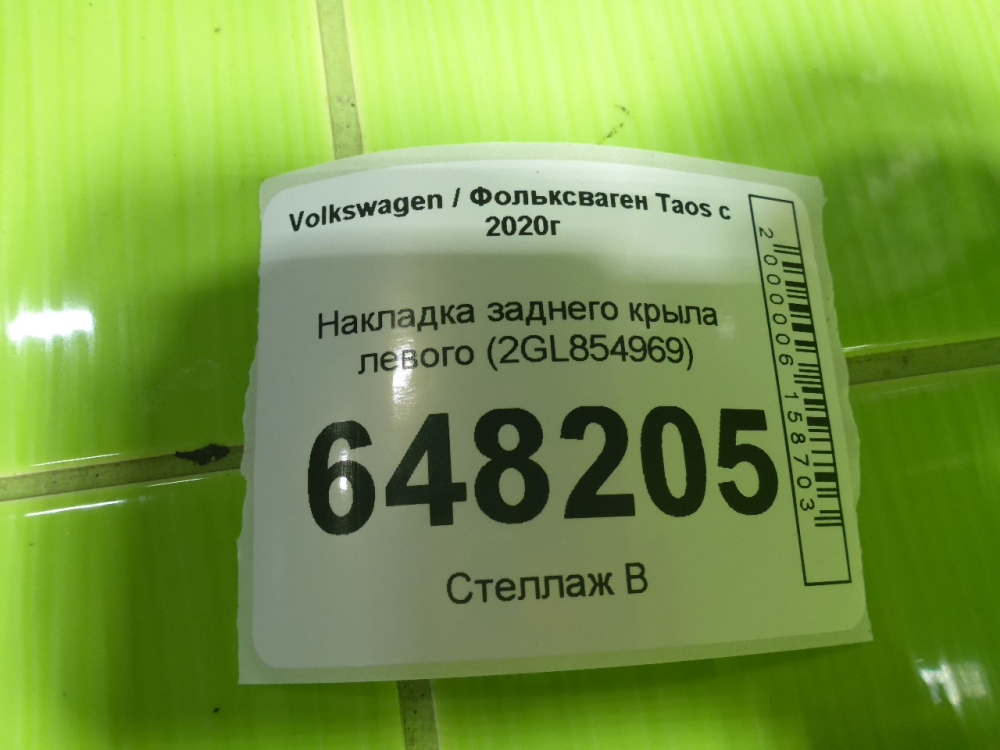 Volkswagen / Фольксваген Taos с
2020г
Накладка заднего крыла
левого (2GL854969)
648205
Стеллаж В
2000006158703